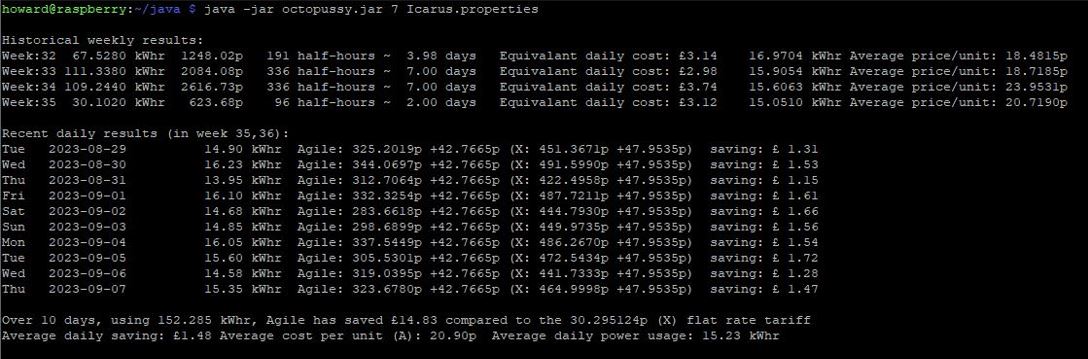 howard@raspberry:~/java $ java -jar octopussy.jar 7 Icarus.properties
Historical weekly results:
Week:32 67.5280 kWhr 1248.02p 191 half-hours ~ 3.98 days Equivalant daily cost: £3.14 16.9704 kWhr Average price/unit: 18.4815p
Week:33 111.3380 kWhr 2084.08p 336 half-hours ~ 7.00 days Equivalant daily cost: £2.98 15.9054 kWhr Average price/unit: 18.7185p
Week:34 109.2440 kWhr 2616.73p 336 half-hours ~ 7.00 days Equivalant daily cost: £3.74 15.6063 kWhr Average price/unit: 23.9531p
Week:35 30.1020 kWhr 623.68p 96 half-hours ~ 2.00 days Equivalant daily cost: £3.12 15.0510 kWhr Average price/unit: 20.7190p
Recent daily results (in week 35,36):
Tue 2023-08-29 14.90 kWhr Agile: 325.2019p +42.7665p (X: 451.3671p +47.9535p) saving: £ 1.31
Wed 2023-08-30 16.23 kWhr Agile: 344.0697p +42.7665p (X: 491.5990p +47.9535p) saving: £ 1.53
Thu 2023-08-31 13.95 kWhr Agile: 312.7064p +42.7665p (X: 422.4958p +47.9535p) saving: £ 1.15
Fri 2023-09-01 16.10 kWhr Agile: 332.3254p +42.7665p (X: 487.7211p +47.9535p) saving: £ 1.61
Sat 2023-09-02 14.68 kWhr Agile: 283.6618p +42.7665p (X: 444.7930p +47.9535p) saving: £ 1.66
Sun 2023-09-03 14.85 kWhr Agile: 298.6899p +42.7665p (X: 449.9735p +47.9535p) saving: £ 1.56
Mon 2023-09-04 16.05 kWhr Agile: 337.5449p +42.7665p (X: 486.2670p +47.9535p) saving: £ 1.54
Tue 2023-09-05 15.60 kWhr Agile: 305.5301p +42.7665p (X: 472.5434p +47.9535p) saving: £ 1.72
Wed 2023-09-06 14.58 kWhr Agile: 319.0395p +42.7665p (X: 441.7333p +47.9535p) saving: £ 1.28
Thu 2023-09-07 15.35 kWhr Agile: 323.6780p +42.7665p (X: 464.9998p +47.9535p) saving: £ 1.47
Over 10 days, using 152.285 kWhr, Agile has saved £14.83 compared to the 30.295124p (X) flat rate tariff
Average daily saving: £1.48 Average cost per unit (A): 20.90p Average daily power usage: 15.23 kWhr